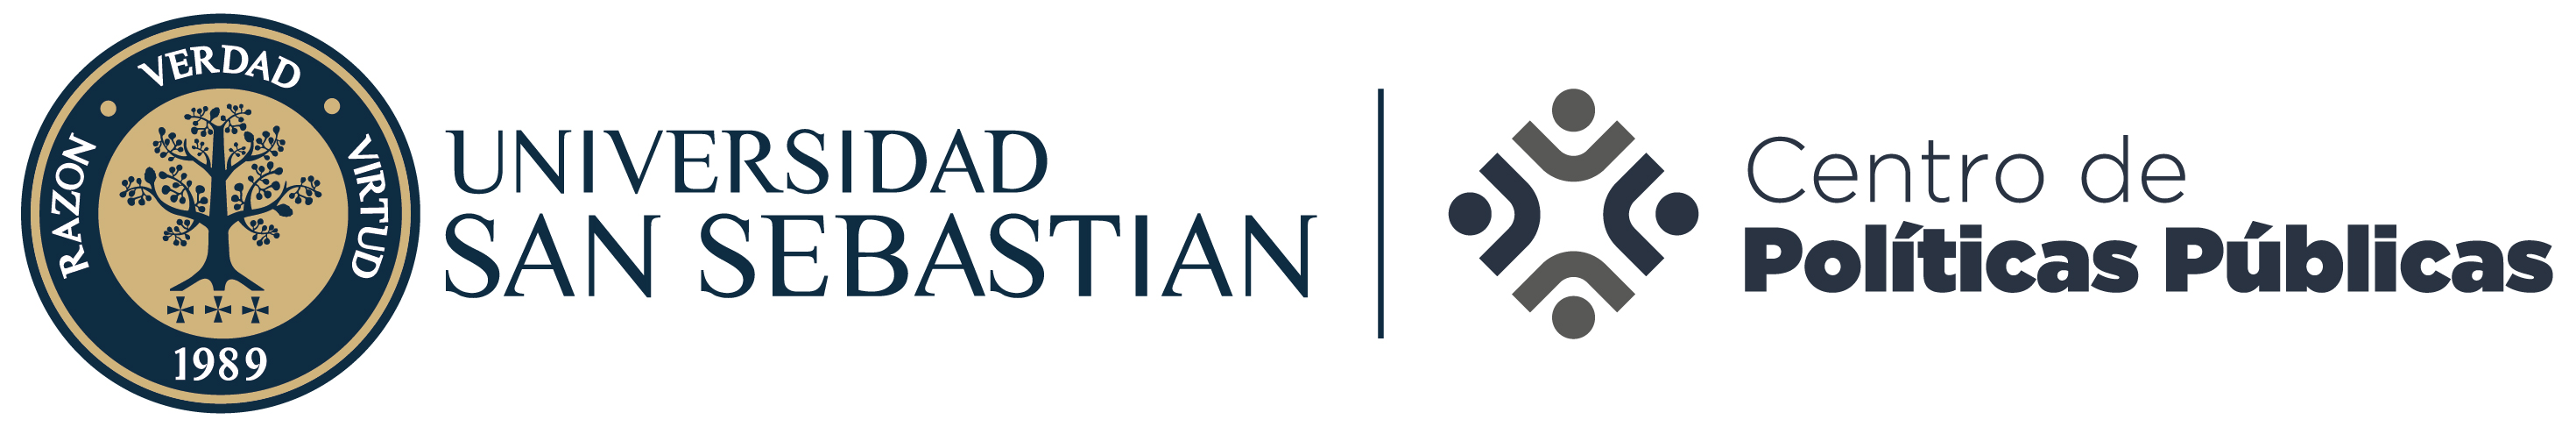 RAZON · VERDAD · VIRTUD
1989
UNIVERSIDAD
SAN SEBASTIAN
Centro de
Políticas Públicas